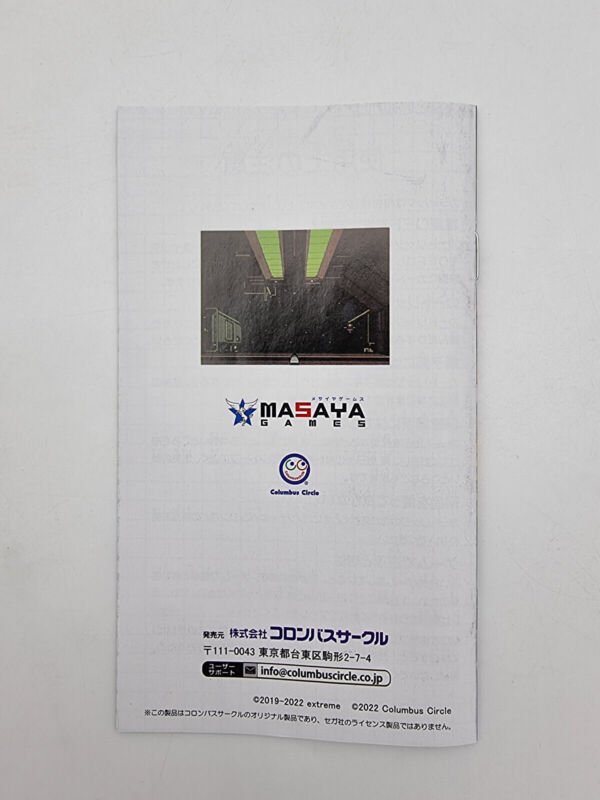 メサイヤゲームス
MASAYA
GAMES
Columbus Circle
発売元 株式会社 コロンバスサークル
〒111-0043 東京都台東区駒形2-7-4
ユーザーサポート info@columbuscircle.co.jp
©2019-2022 extreme ©2022 Columbus Circle
※この製品はコロンバスサークルのオリジナル製品であり、セガ社のライセンス製品ではありません。